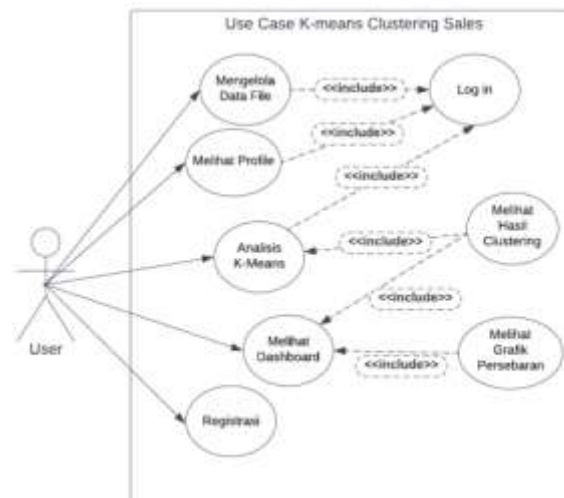 Use Case K-means Clustering Sales
Mengelola
Data File
<<include>>
Log in
<<include>>
Melihat Profile
<<include>>
Melihat
Hasil
Clustering
Analisis
K-Means
<<include>>
<<include>>
User
Melihat
Dashboard
<<include>>
Melihat
Grafik
Persebaran
Registrasi